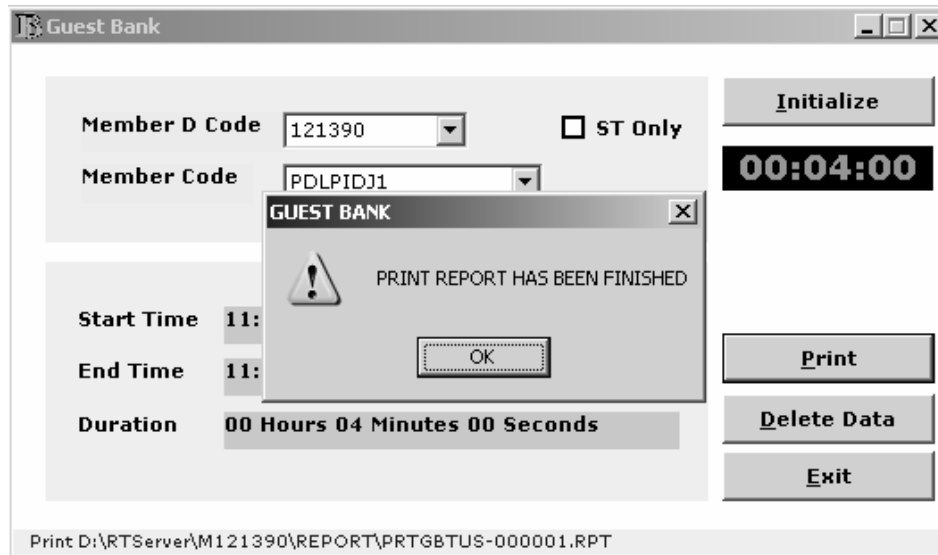 Guest Bank
Member D Code 121390 ST Only
Member Code PDLPIDJ1
Initialize
00:04:00
GUEST BANK
PRINT REPORT HAS BEEN FINISHED
OK
Start Time 11:
End Time 11:
Duration 00 Hours 04 Minutes 00 Seconds
Print
Delete Data
Exit
Print D:\RTServer\M121390\REPORT\PRTGBTUS-000001.RPT